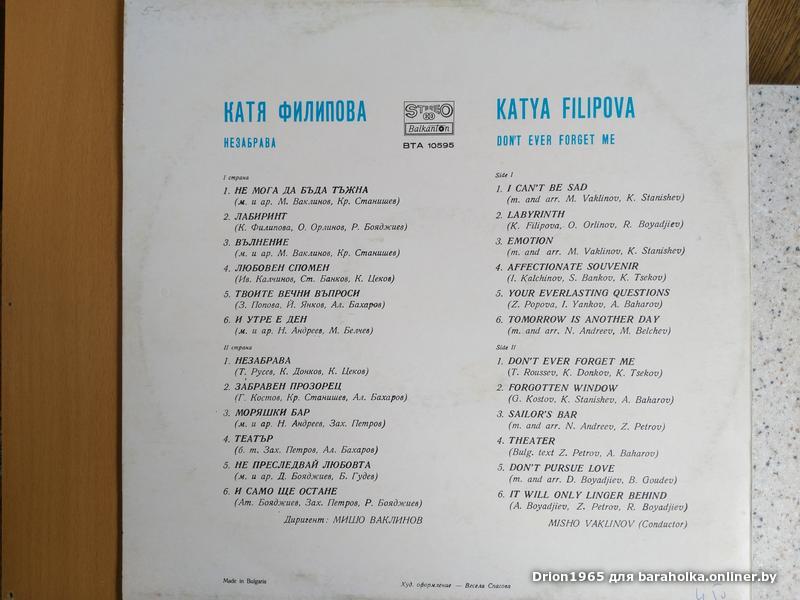 5-
КАТЯ ФИЛИПОВА
НЕЗАБРАВА
STEREO
Balkanton
ВТА 10595
KATYA FILIPOVA
DON'T EVER FORGET ME
I страна
1. НЕ МОГА ДА БЪДА ТЪЖНА
(м. и ар. М. Ваклинов, Кр. Станишев)
2. ЛАБИРИНТ
(К. Филипова, О. Орлинов, Р. Бояджиев)
3. ВЪЛНЕНИЕ
(м. и ар. М. Ваклинов, Кр. Станишев)
4. ЛЮБОВЕН СПОМЕН
(Ив. Калчинов, Ст. Банков, К. Цеков)
5. ТВОИТЕ ВЕЧНИ ВЪПРОСИ
(З. Попова, Й. Янков, Ал. Бахаров)
6. И УТРЕ Е ДЕН
(м. и ар. Н. Андреев, М. Белчев)
II страна
1. НЕЗАБРАВА
(Т. Русев, К. Донков, К. Цеков)
2. ЗАБРАВЕН ПРОЗОРЕЦ
(Г. Костов, Кр. Станишев, Ал. Бахаров)
3. МОРЯШКИ БАР
(м. и ар. Н. Андреев, Зах. Петров)
4. ТЕАТЪР
(б. т. Зах. Петров, Ал. Бахаров)
5. НЕ ПРЕСЛЕДВАЙ ЛЮБОВТА
(м. и ар. Д. Бояджиев, Б. Гудев)
6. И САМО ЩЕ ОСТАНЕ
(Ат. Бояджиев, Зах. Петров, Р. Бояджиев)
Диригент: МИШО ВАКЛИНОВ
Side I
1. I CAN'T BE SAD
(m. and arr. M. Vaklinov, K. Stanishev)
2. LABYRINTH
(K. Filipova, O. Orlinov, R. Boyadjiev)
3. EMOTION
(m. and arr. M. Vaklinov, K. Stanishev)
4. AFFECTIONATE SOUVENIR
(I. Kalchinov, S. Bankov, K. Tsekov)
5. YOUR EVERLASTING QUESTIONS
(Z. Popova, I. Yankov, A. Baharov)
6. TOMORROW IS ANOTHER DAY
(m. and arr. N. Andreev, M. Belchev)
Side II
1. DON'T EVER FORGET ME
(T. Roussev, K. Donkov, K. Tsekov)
2. FORGOTTEN WINDOW
(G. Kostov, K. Stanishev, A. Baharov)
3. SAILOR'S BAR
(m. and arr. N. Andreev, Z. Petrov)
4. THEATER
(Bulg. text Z. Petrov, A. Baharov)
5. DON'T PURSUE LOVE
(m. and arr. D. Boyadjiev, B. Goudev)
6. IT WILL ONLY LINGER BEHIND
(A. Boyadjiev, Z. Petrov, R. Boyadjiev)
MISHO VAKLINOV (Conductor)
Made in Bulgaria
Худ. оформление — Весела Спасова
Drion1965 для baraholka.onliner.by